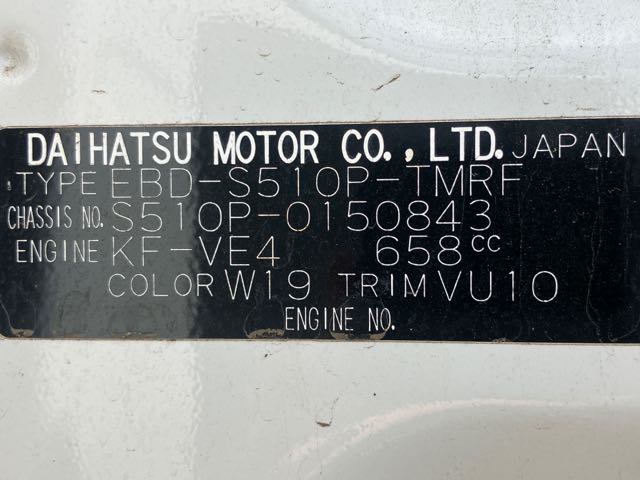 DAIHATSU MOTOR CO., LTD. JAPAN
TYPE EBD-S510P-TMRF
CHASSIS NO. S510P-0150843
ENGINE KF-VE4 658cc
COLOR W19 TRIM VU10
ENGINE NO.